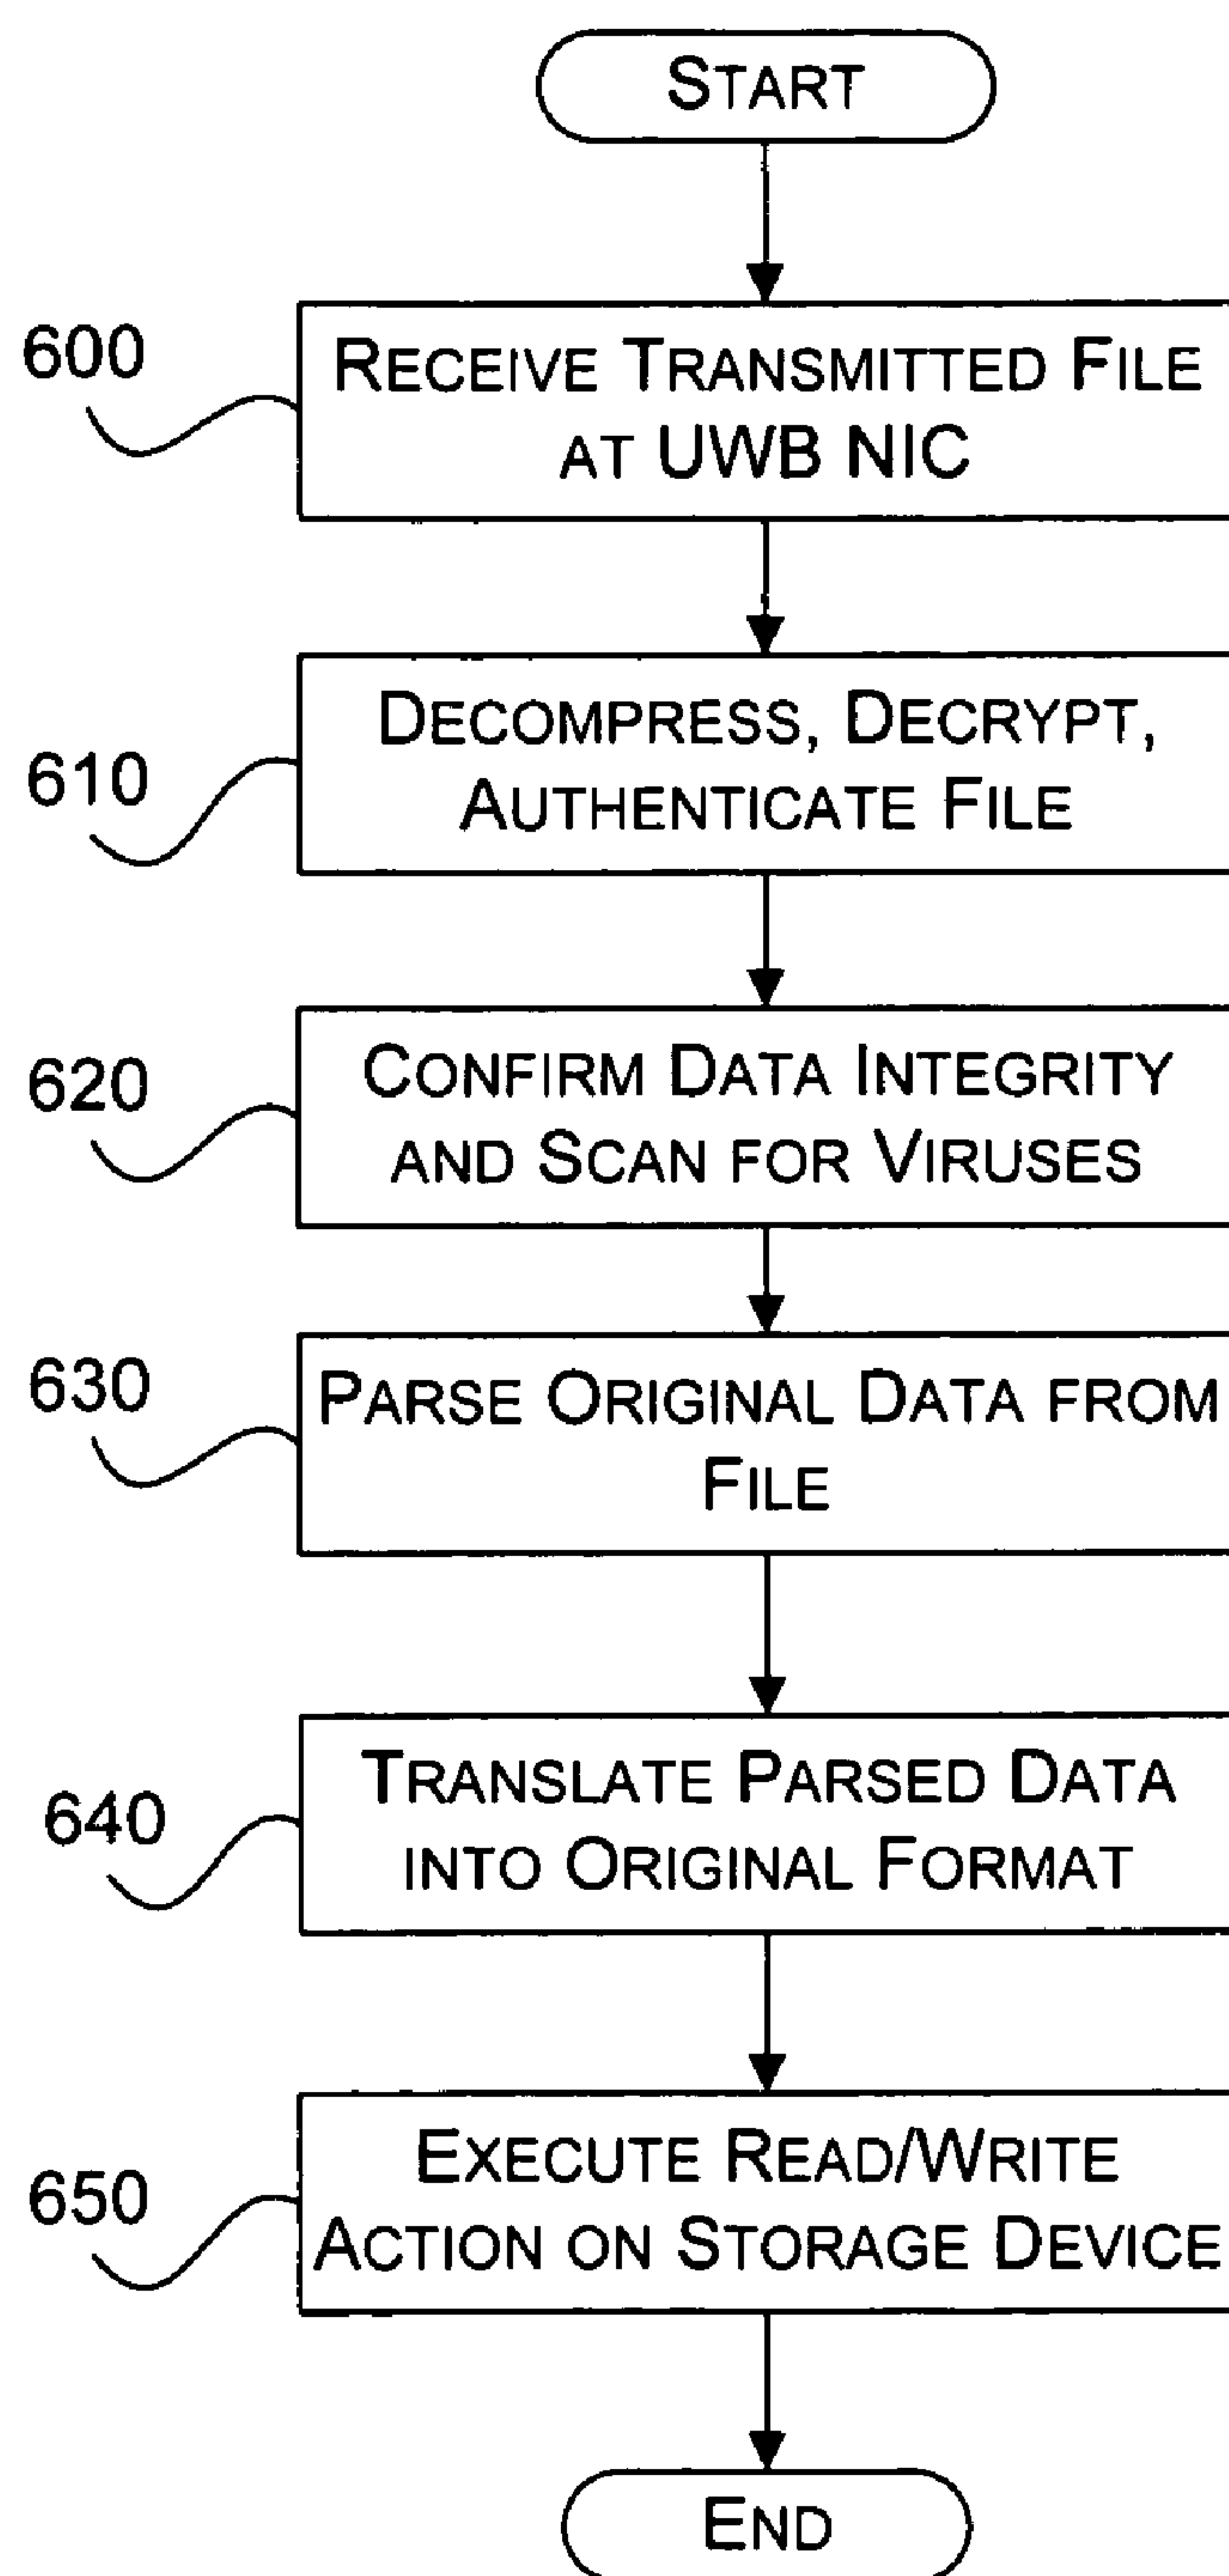 START
600
RECEIVE TRANSMITTED FILE
AT UWB NIC
610
DECOMPRESS, DECRYPT,
AUTHENTICATE FILE
620
CONFIRM DATA INTEGRITY
AND SCAN FOR VIRUSES
630
PARSE ORIGINAL DATA FROM
FILE
640
TRANSLATE PARSED DATA
INTO ORIGINAL FORMAT
650
EXECUTE READ/WRITE
ACTION ON STORAGE DEVICE
END